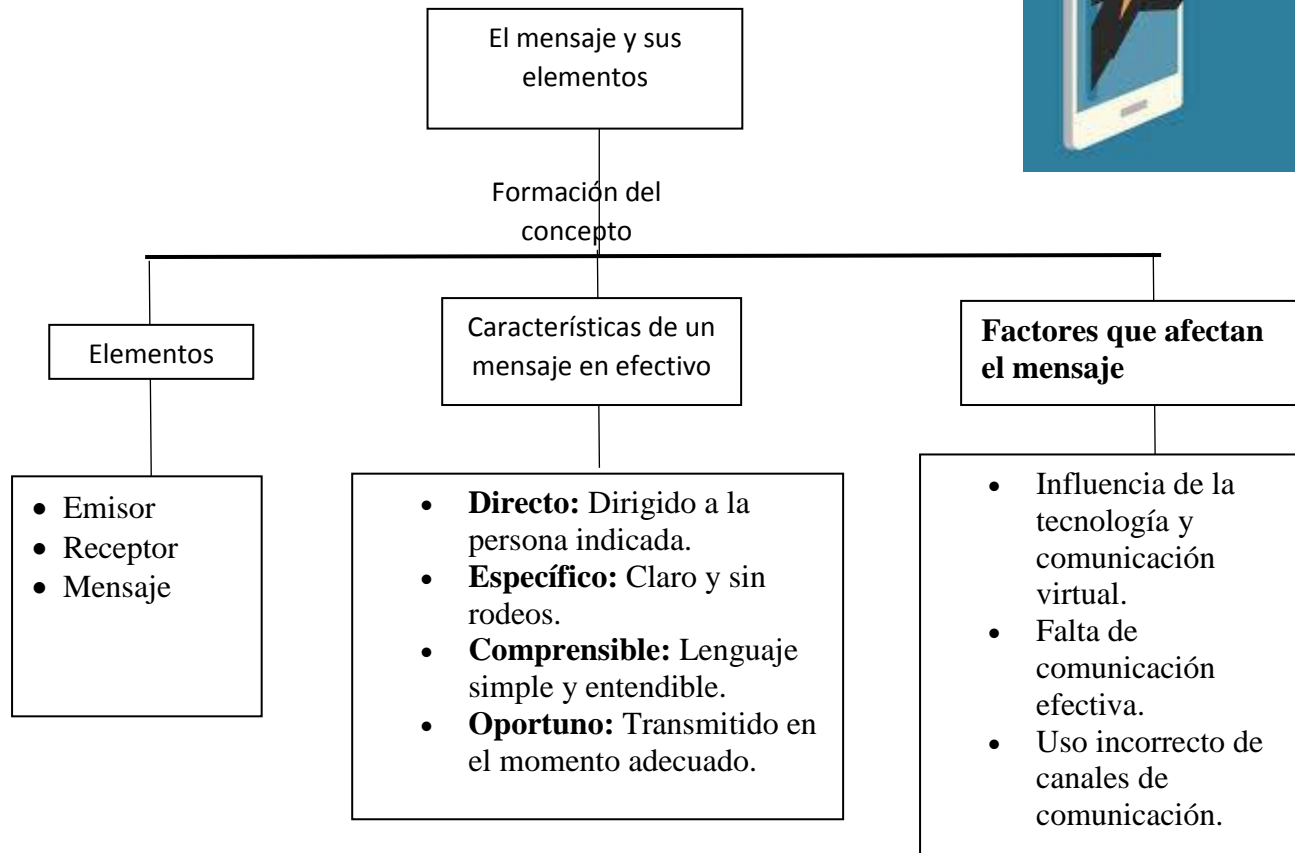 El mensaje y sus
elementos
Formación del
concepto
Elementos
Características de un
mensaje en efectivo
Factores que afectan
el mensaje
• Emisor
• Receptor
• Mensaje
• Directo: Dirigido a la
persona indicada.
• Específico: Claro y sin
rodeos.
• Comprensible: Lenguaje
simple y entendible.
• Oportuno: Transmitido en
el momento adecuado.
• Influencia de la
tecnología y
comunicación
virtual.
• Falta de
comunicación
efectiva.
• Uso incorrecto de
canales de
comunicación.